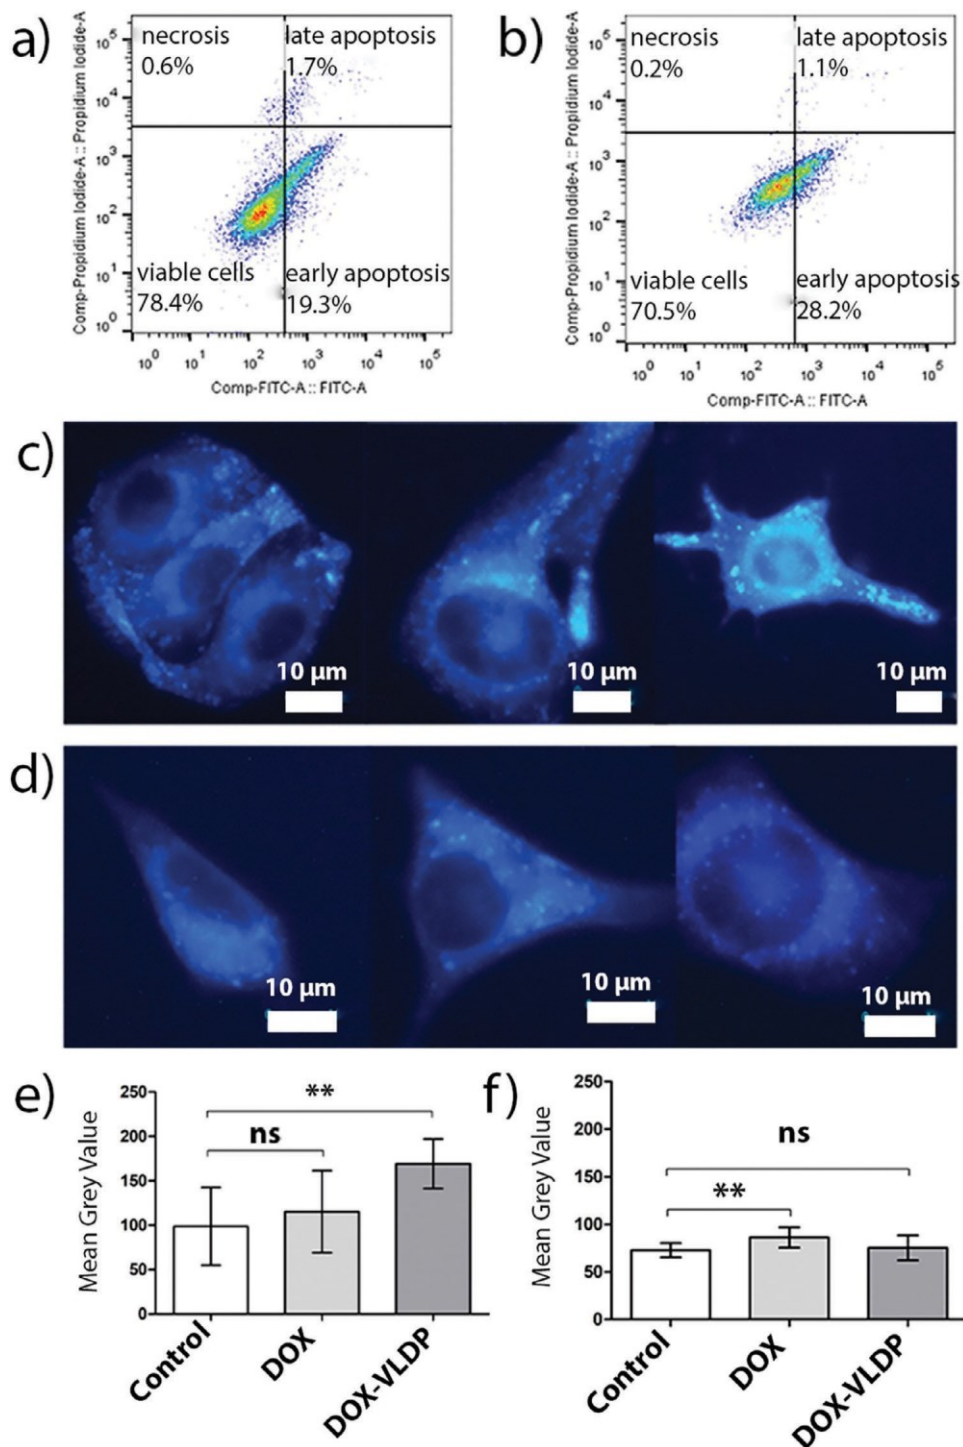 a)
Comp-Propidium Iodide-A :: Propidium Iodide-A
10^5
10^4
10^3
10^2
10^1
10^0
necrosis
0.6%
late apoptosis
1.7%
viable cells
78.4%
early apoptosis
19.3%
10^0 10^1 10^2 10^3 10^4 10^5
Comp-FITC-A :: FITC-A
b)
Comp-Propidium Iodide-A :: Propidium Iodide-A
10^5
10^4
10^3
10^2
10^1
10^0
necrosis
0.2%
late apoptosis
1.1%
viable cells
70.5%
early apoptosis
28.2%
10^0 10^1 10^2 10^3 10^4 10^5
Comp-FITC-A :: FITC-A
c)
10 µm
10 µm
10 µm
d)
10 µm
10 µm
10 µm
e)
Mean Grey Value
250
200
150
100
50
0
**
ns
Control
DOX
DOX-VLDP
f)
Mean Grey Value
250
200
150
100
50
0
ns
**
Control
DOX
DOX-VLDP